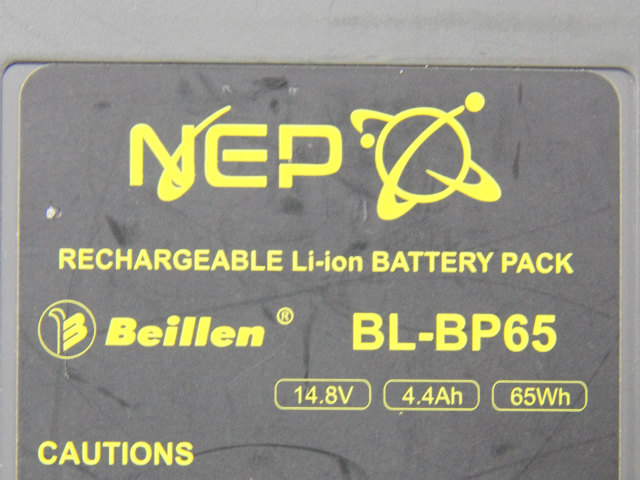 NEP
RECHARGEABLE Li-ion BATTERY PACK
Beillen® BL-BP65
14.8V 4.4Ah 65Wh
CAUTIONS